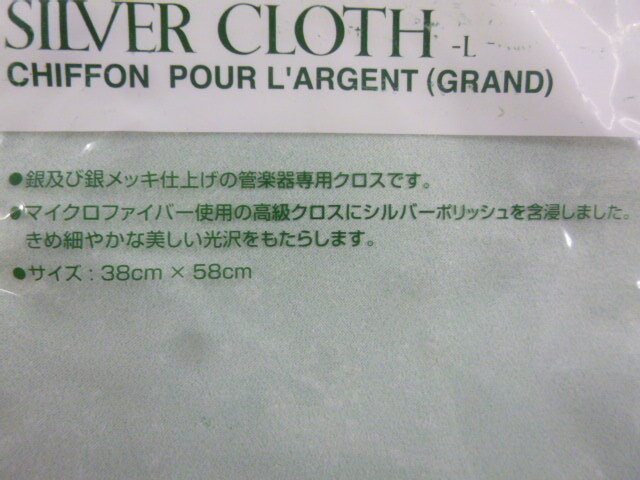 SILVER CLOTH -L
CHIFFON POUR L'ARGENT (GRAND)
●銀及び銀メッキ仕上げの管楽器専用クロスです。
●マイクロファイバー使用の高級クロスにシルバーポリッシュを含浸しました。
きめ細やかな美しい光沢をもたらします。
●サイズ : 38cm × 58cm